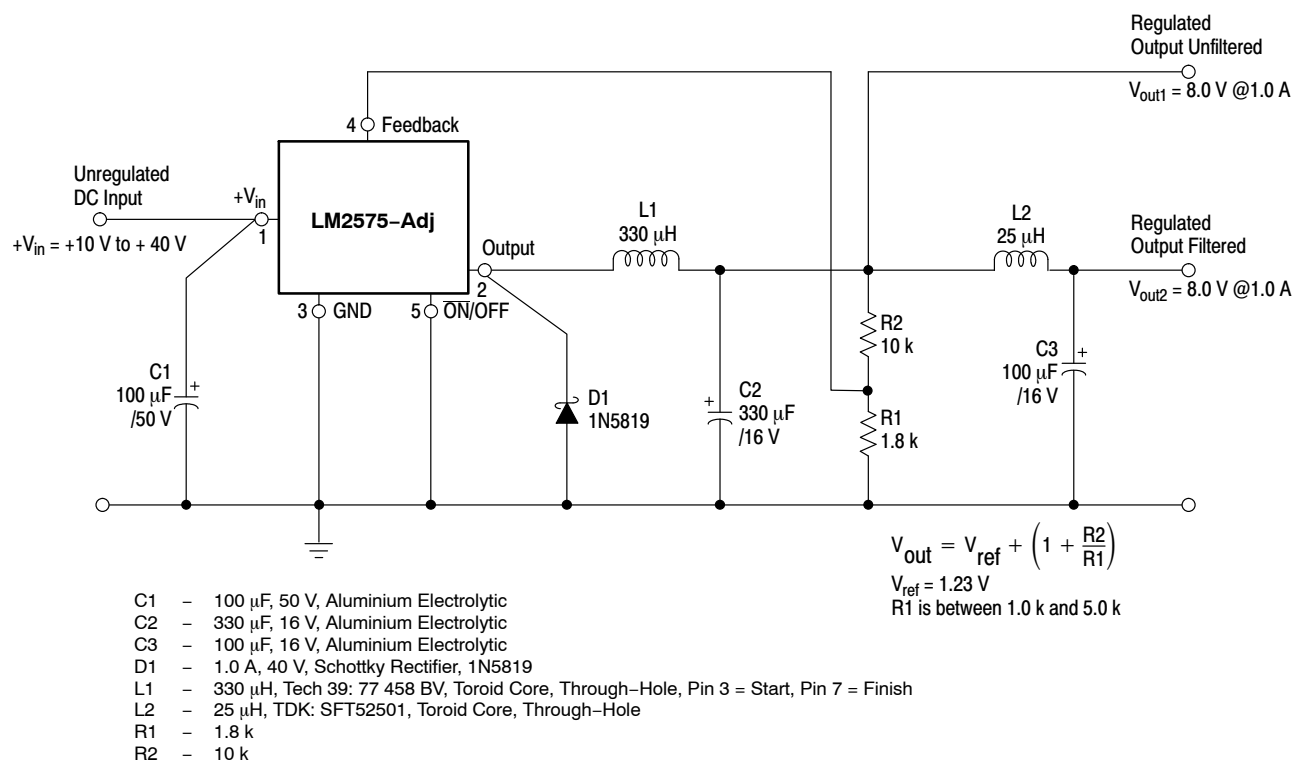 Regulated
Output Unfiltered
Vout1 = 8.0 V @1.0 A
4
Feedback
Unregulated
DC Input
+Vin
1
+Vin = +10 V to + 40 V
LM2575−Adj
Output
2
3
GND
5
ON/OFF
L1
330 μH
L2
25 μH
Regulated
Output Filtered
Vout2 = 8.0 V @1.0 A
C1
100 μF
/50 V
+
D1
1N5819
+
C2
330 μF
/16 V
R2
10 k
R1
1.8 k
C3
100 μF
/16 V
+
Vout = Vref + (1 + R2/R1)
Vref = 1.23 V
R1 is between 1.0 k and 5.0 k
C1 – 100 μF, 50 V, Aluminium Electrolytic
C2 – 330 μF, 16 V, Aluminium Electrolytic
C3 – 100 μF, 16 V, Aluminium Electrolytic
D1 – 1.0 A, 40 V, Schottky Rectifier, 1N5819
L1 – 330 μH, Tech 39: 77 458 BV, Toroid Core, Through−Hole, Pin 3 = Start, Pin 7 = Finish
L2 – 25 μH, TDK: SFT52501, Toroid Core, Through−Hole
R1 – 1.8 k
R2 – 10 k